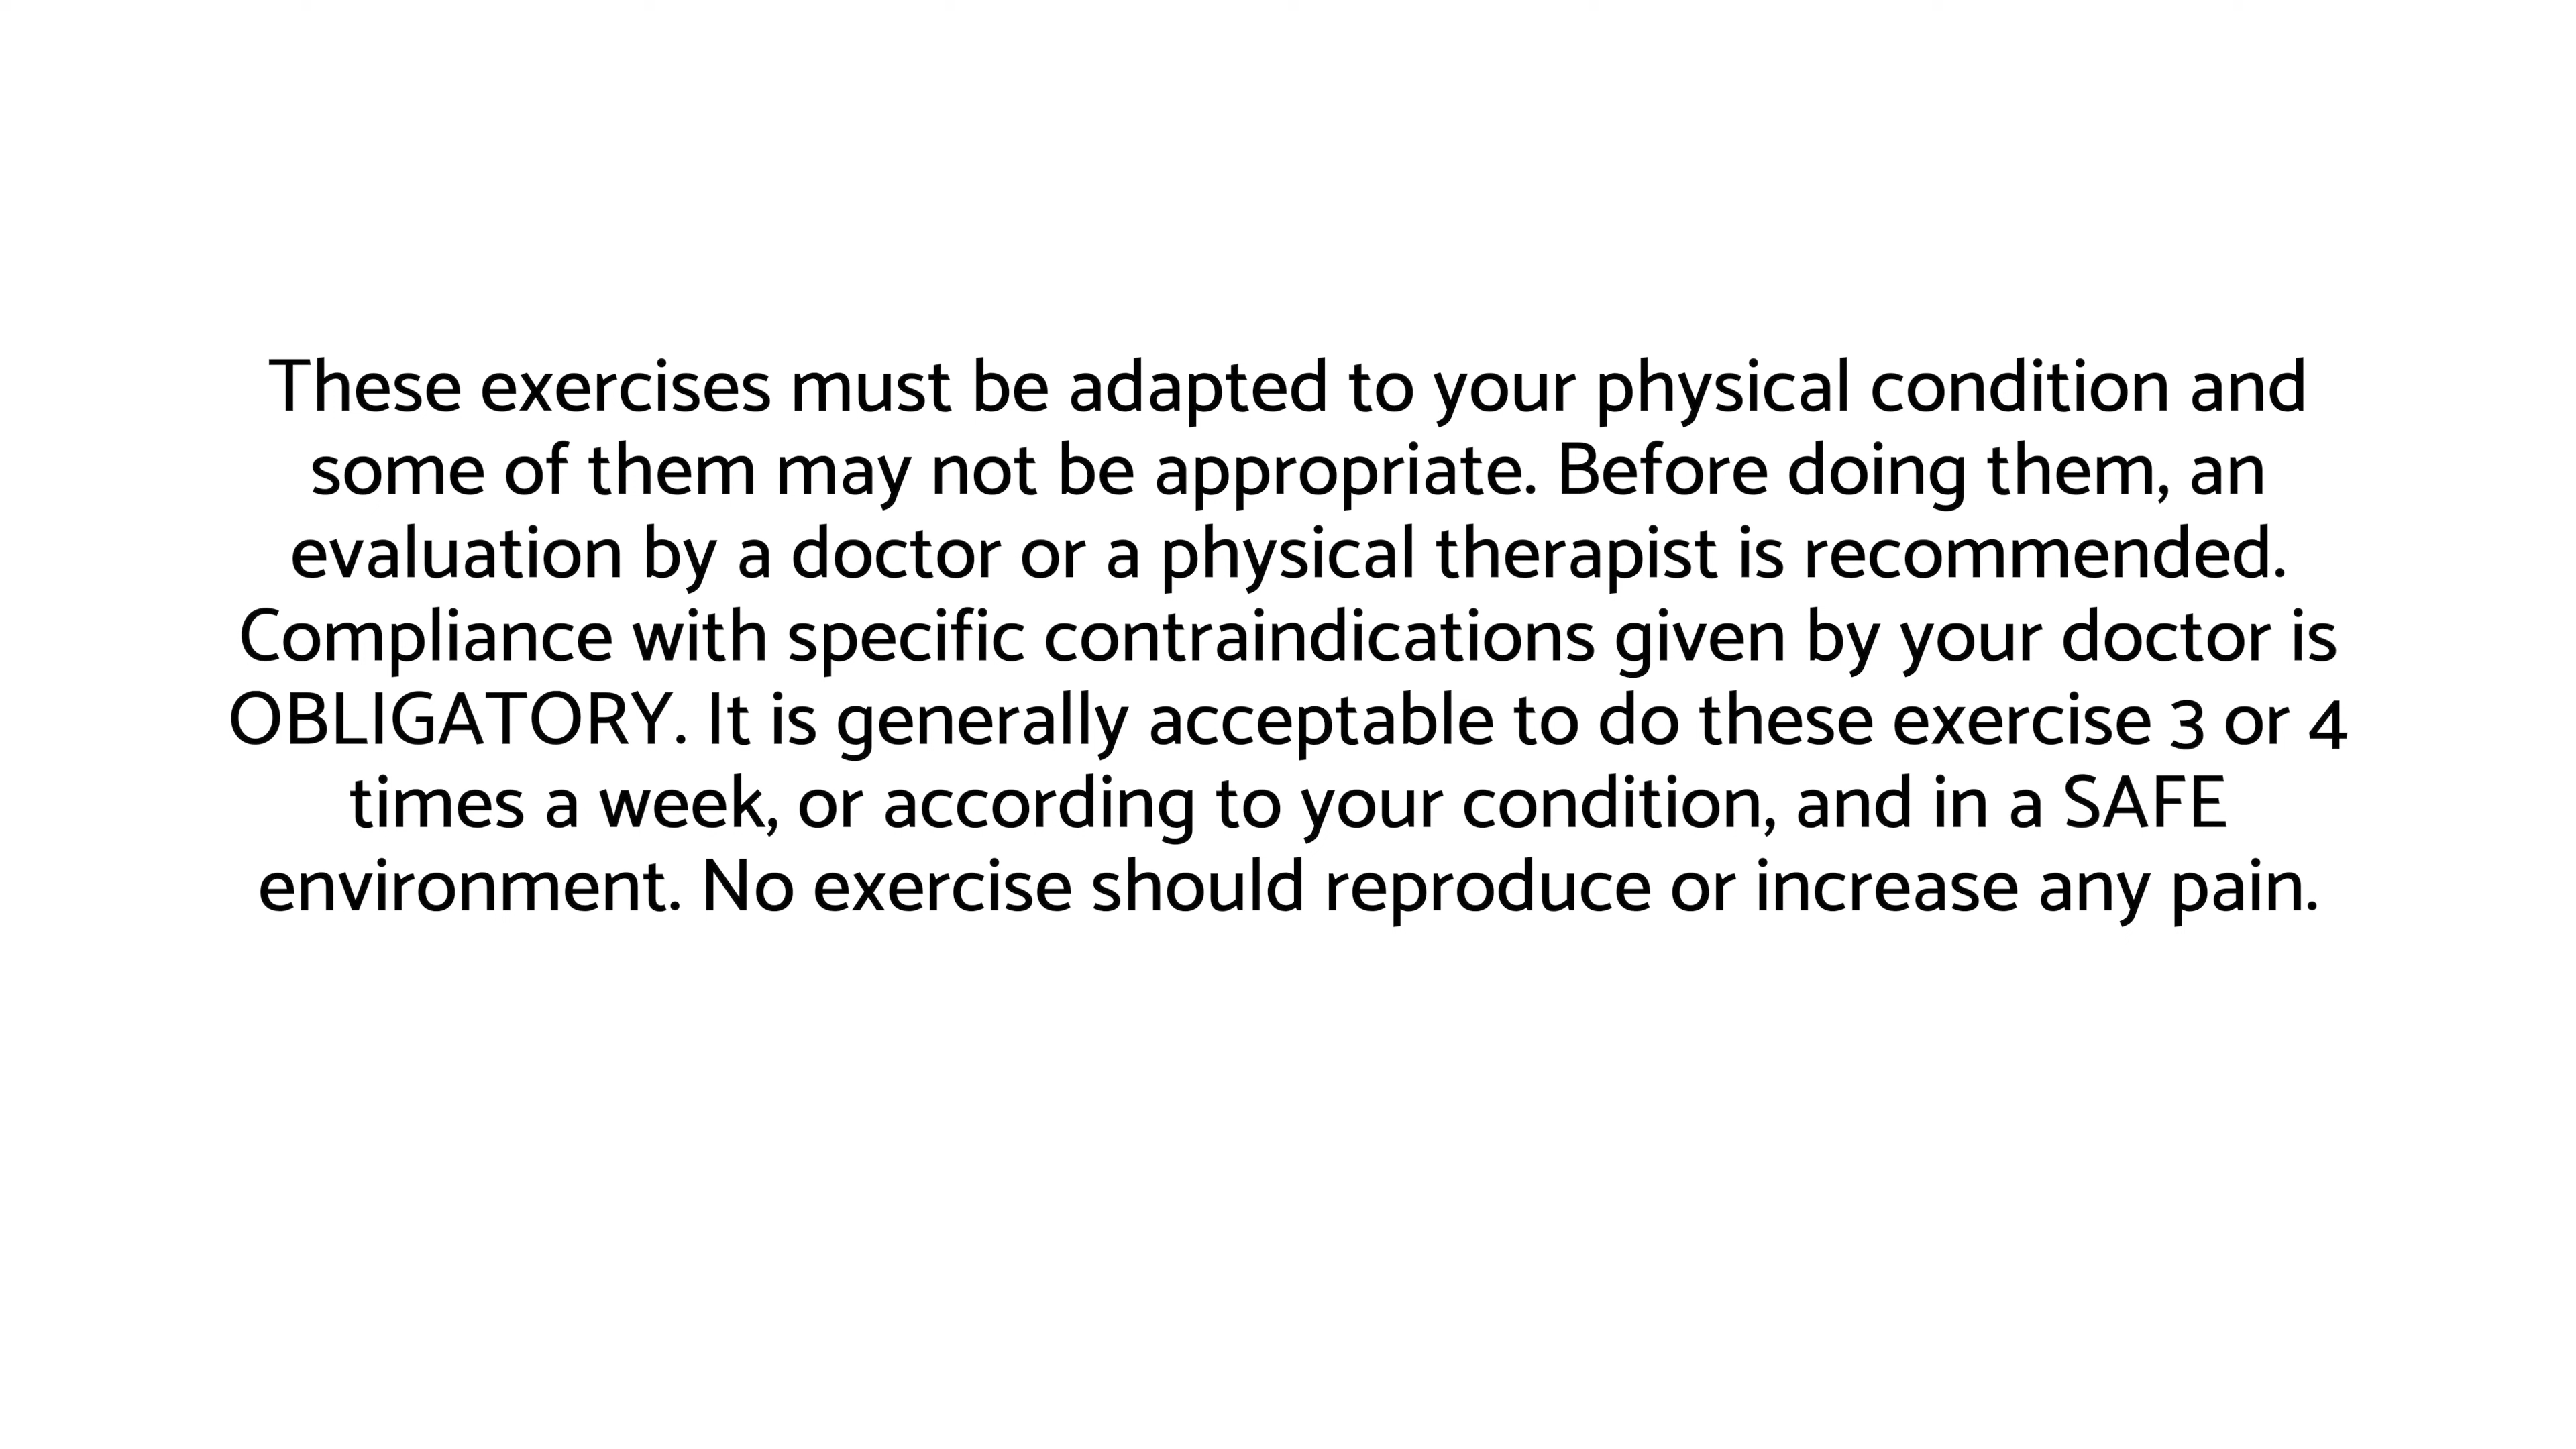 These exercises must be adapted to your physical condition and
some of them may not be appropriate. Before doing them, an
evaluation by a doctor or a physical therapist is recommended.
Compliance with specific contraindications given by your doctor is
OBLIGATORY. It is generally acceptable to do these exercise 3 or 4
times a week, or according to your condition, and in a SAFE
environment. No exercise should reproduce or increase any pain.